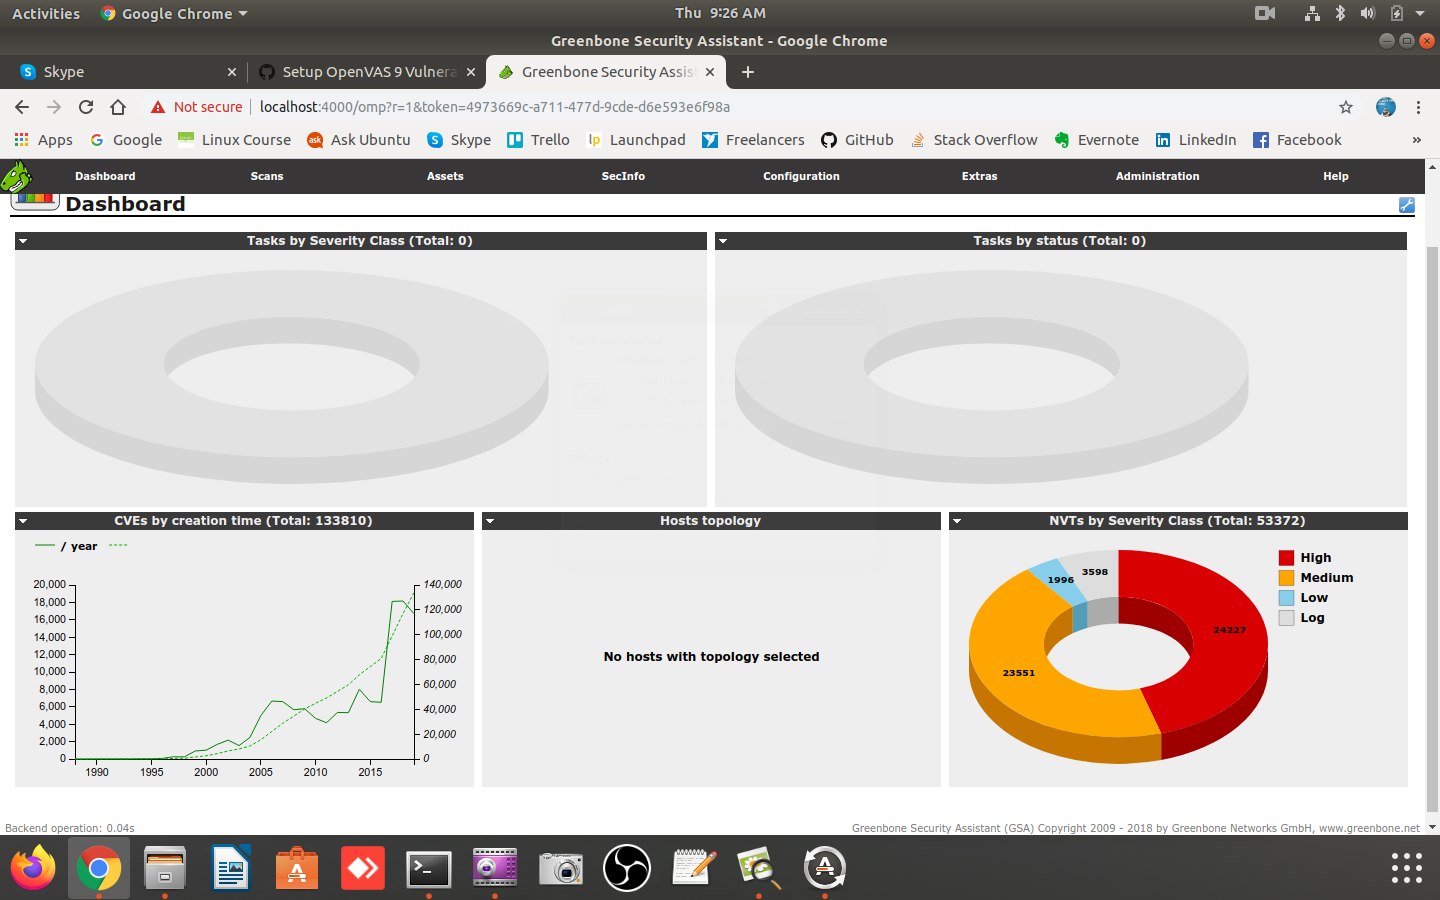 Activities Google Chrome Thu 9:26 AM
Greenbone Security Assistant - Google Chrome
Skype Setup OpenVAS 9 Vulnera Greenbone Security Assis
Not secure localhost:4000/omp?r=1&token=4973669c-a711-477d-9cde-d6e593e6f98a
Apps Google Linux Course Ask Ubuntu Skype Trello Launchpad Freelancers GitHub Stack Overflow Evernote LinkedIn Facebook »
Dashboard Scans Assets SecInfo Configuration Extras Administration Help
Dashboard
Tasks by Severity Class (Total: 0) Tasks by status (Total: 0)
CVEs by creation time (Total: 133810) Hosts topology NVTs by Severity Class (Total: 53372)
/ year
20,000
18,000
16,000
14,000
12,000
10,000
8,000
6,000
4,000
2,000
0
140,000
120,000
100,000
80,000
60,000
40,000
20,000
0
1990 1995 2000 2005 2010 2015
No hosts with topology selected
1996 3598
24227
23551
High
Medium
Low
Log
Backend operation: 0.04s Greenbone Security Assistant (GSA) Copyright 2009 - 2018 by Greenbone Networks GmbH, www.greenbone.net